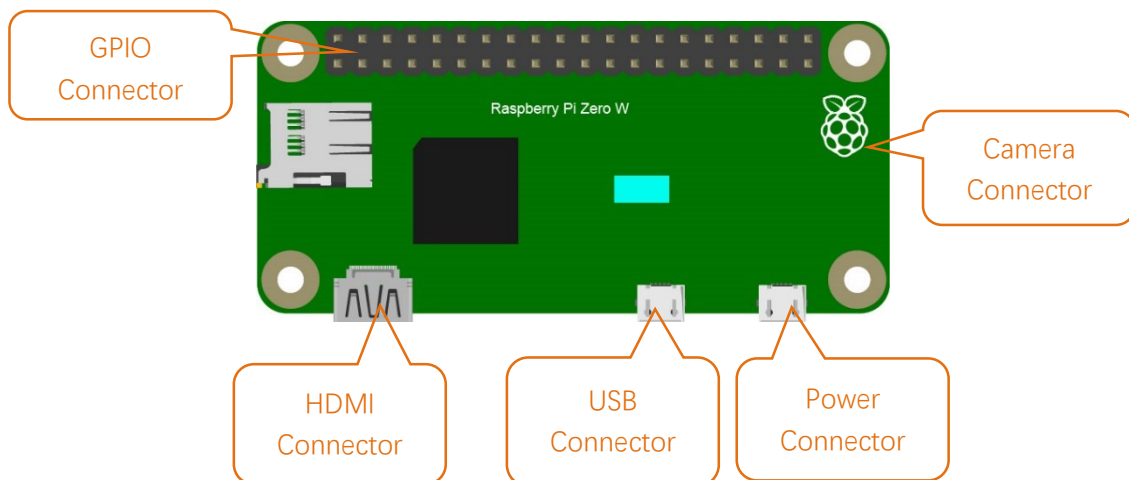 GPIO
Connector
Raspberry Pi Zero W
Camera
Connector
HDMI
Connector
USB
Connector
Power
Connector